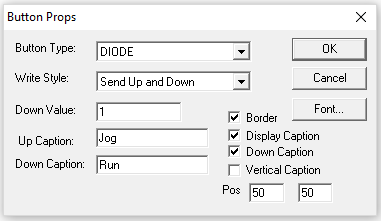 Button Props
Button Type: DIODE OK
Write Style: Send Up and Down Cancel
Down Value: 1 Font...
Border
Up Caption: Jog Display Caption
Down Caption: Run Down Caption
Vertical Caption
Pos 50 50